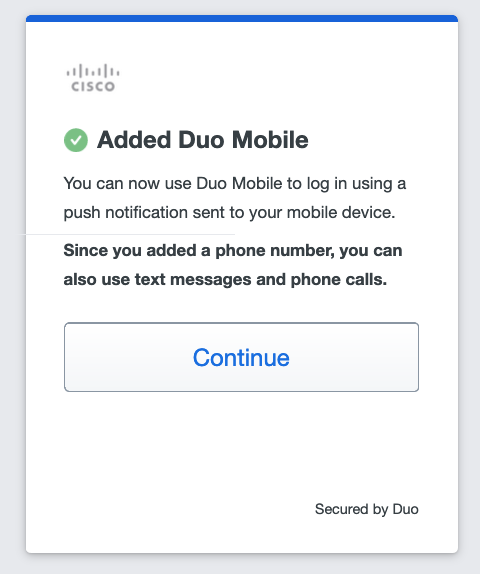 CISCO
Added Duo Mobile
You can now use Duo Mobile to log in using a
push notification sent to your mobile device.
Since you added a phone number, you can
also use text messages and phone calls.
Continue
Secured by Duo